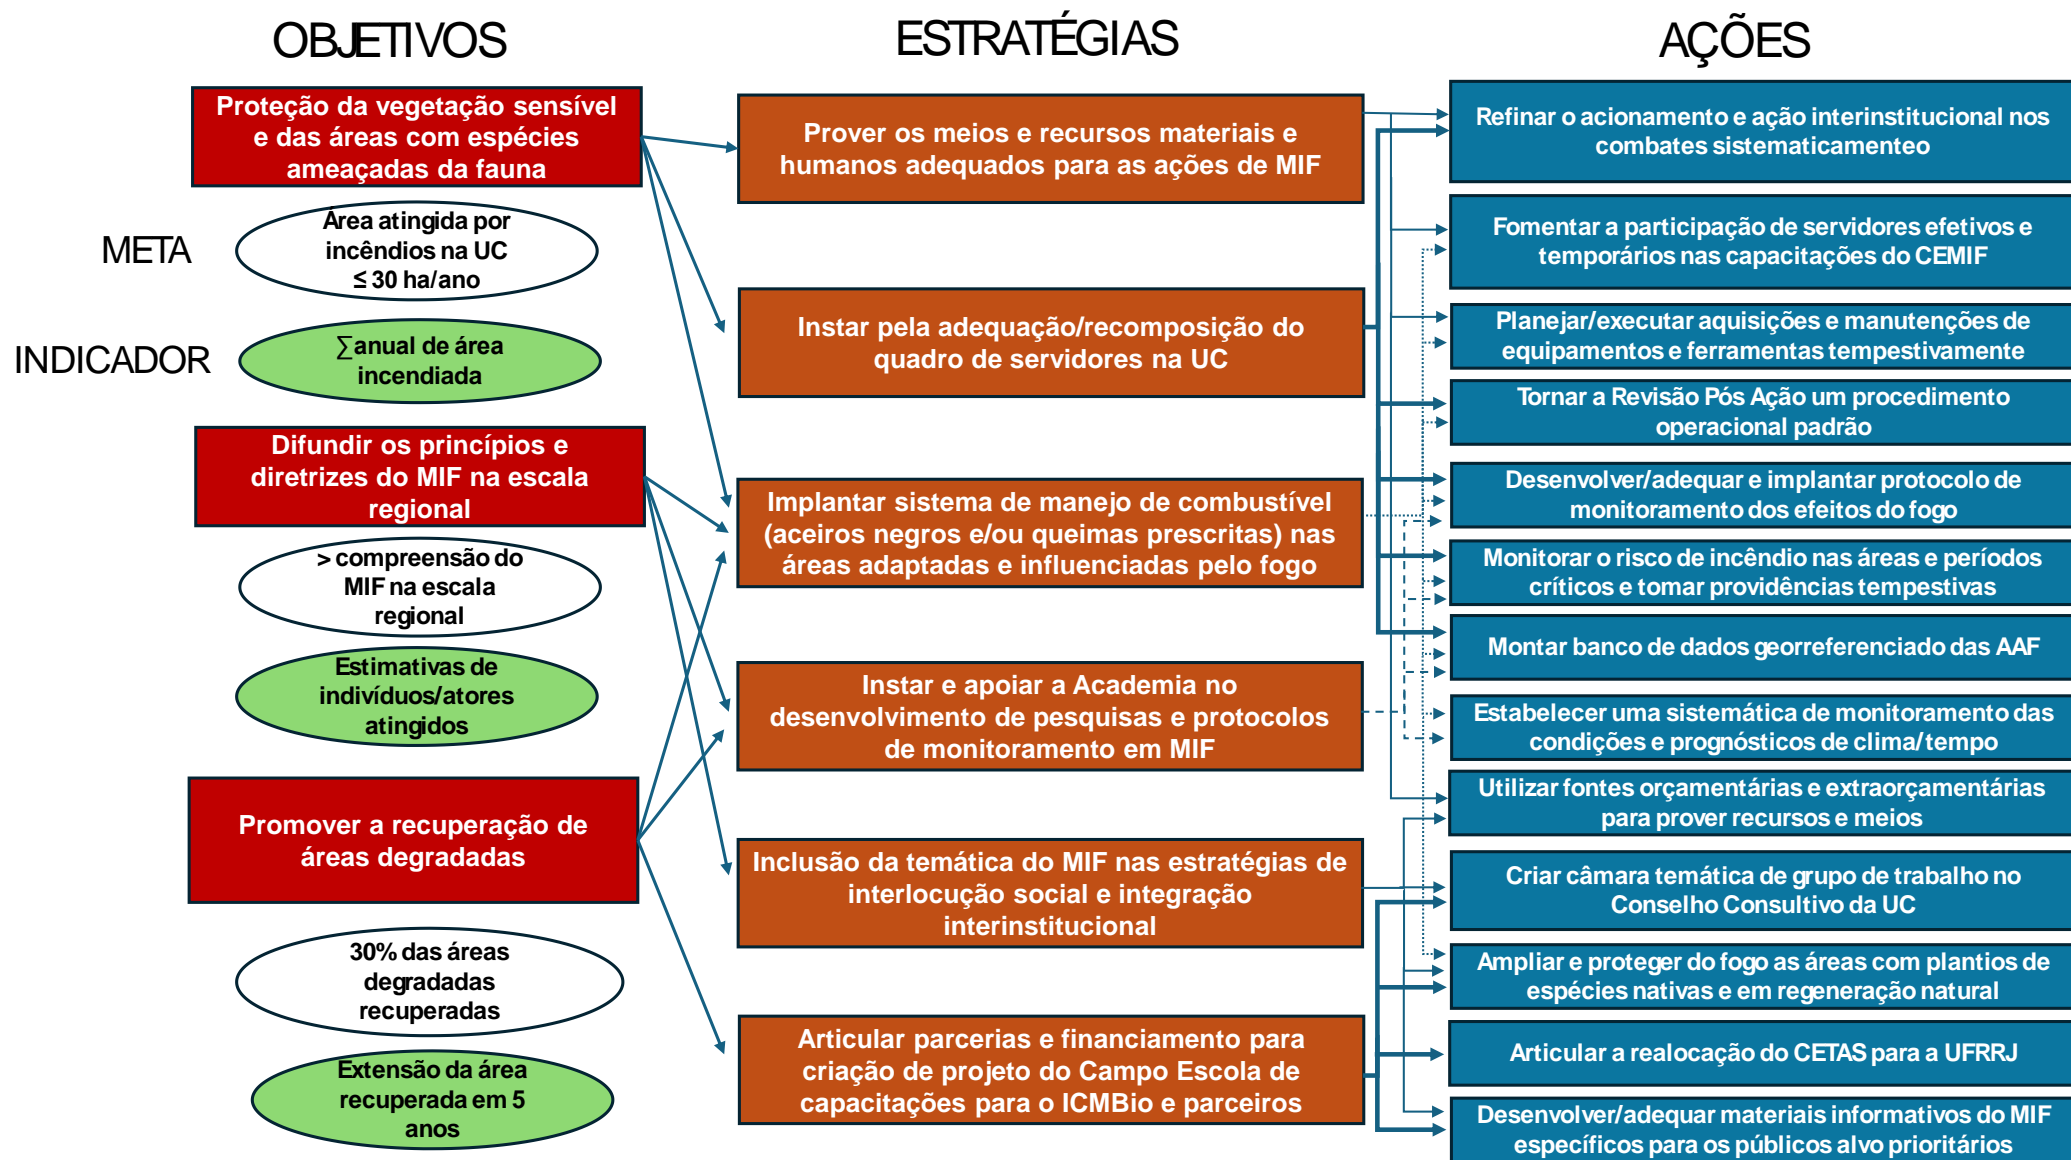 OBJETIVOS
ESTRATÉGIAS
AÇÕES
Proteção da vegetação sensível
e das áreas com espécies
ameaçadas da fauna
META
Área atingida por
incêndios na UC
≤ 30 ha/ano
INDICADOR
∑anual de área
incendiada
Difundir os princípios e
diretrizes do MIF na escala
regional
> compreensão do
MIF na escala
regional
Estimativas de
indivíduos/atores
atingidos
Promover a recuperação de
áreas degradadas
30% das áreas
degradadas
recuperadas
Extensão da área
recuperada em 5
anos
Prover os meios e recursos materiais e
humanos adequados para as ações de MIF
Instar pela adequação/recomposição do
quadro de servidores na UC
Implantar sistema de manejo de combustível
(aceiros negros e/ou queimas prescritas) nas
áreas adaptadas e influenciadas pelo fogo
Instar e apoiar a Academia no
desenvolvimento de pesquisas e protocolos
de monitoramento em MIF
Inclusão da temática do MIF nas estratégias de
interlocução social e integração
interinstitucional
Articular parcerias e financiamento para
criação de projeto do Campo Escola de
capacitações para o ICMBio e parceiros
Refinar o acionamento e ação interinstitucional nos
combates sistematicamenteo
Fomentar a participação de servidores efetivos e
temporários nas capacitações do CEMIF
Planejar/executar aquisições e manutenções de
equipamentos e ferramentas tempestivamente
Tornar a Revisão Pós Ação um procedimento
operacional padrão
Desenvolver/adequar e implantar protocolo de
monitoramento dos efeitos do fogo
Monitorar o risco de incêndio nas áreas e períodos
críticos e tomar providências tempestivas
Montar banco de dados georreferenciado das AAF
Estabelecer uma sistemática de monitoramento das
condições e prognósticos de clima/tempo
Utilizar fontes orçamentárias e extraorçamentárias
para prover recursos e meios
Criar câmara temática de grupo de trabalho no
Conselho Consultivo da UC
Ampliar e proteger do fogo as áreas com plantios de
espécies nativas e em regeneração natural
Articular a realocação do CETAS para a UFRRJ
Desenvolver/adequar materiais informativos do MIF
específicos para os públicos alvo prioritários